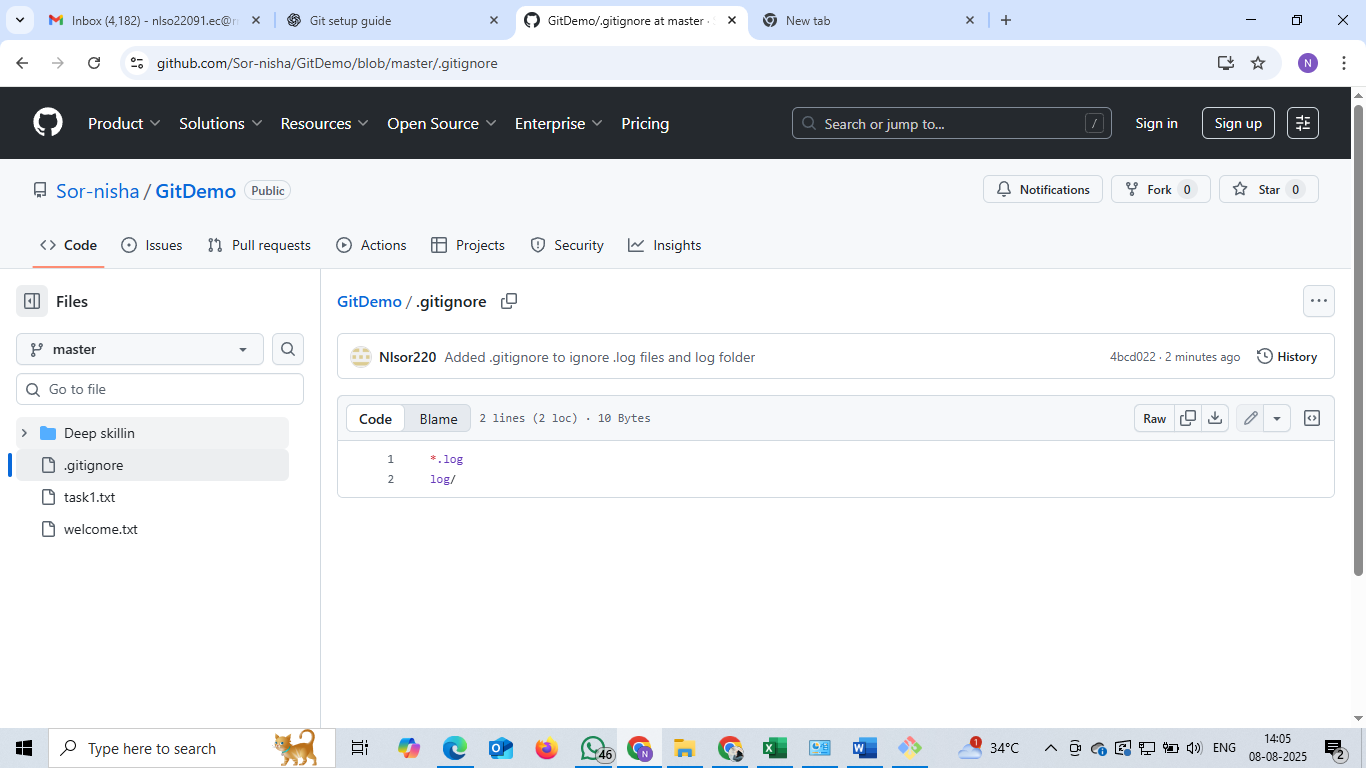 Inbox (4,182) - nlso22091.ec@r
Git setup guide
GitDemo/.gitignore at master ·
New tab
github.com/Sor-nisha/GitDemo/blob/master/.gitignore
N
Product
Solutions
Resources
Open Source
Enterprise
Pricing
Search or jump to...
/
Sign in
Sign up
Sor-nisha / GitDemo
Public
Notifications
Fork 0
Star 0
Code
Issues
Pull requests
Actions
Projects
Security
Insights
Files
master
Go to file
Deep skillin
.gitignore
task1.txt
welcome.txt
GitDemo / .gitignore
Nlsor220 Added .gitignore to ignore .log files and log folder
4bcd022 · 2 minutes ago
History
Code
Blame
2 lines (2 loc) · 10 Bytes
Raw
1 *.log
2 log/
Type here to search
46
N
1
34°C
ENG
14:05
08-08-2025
2